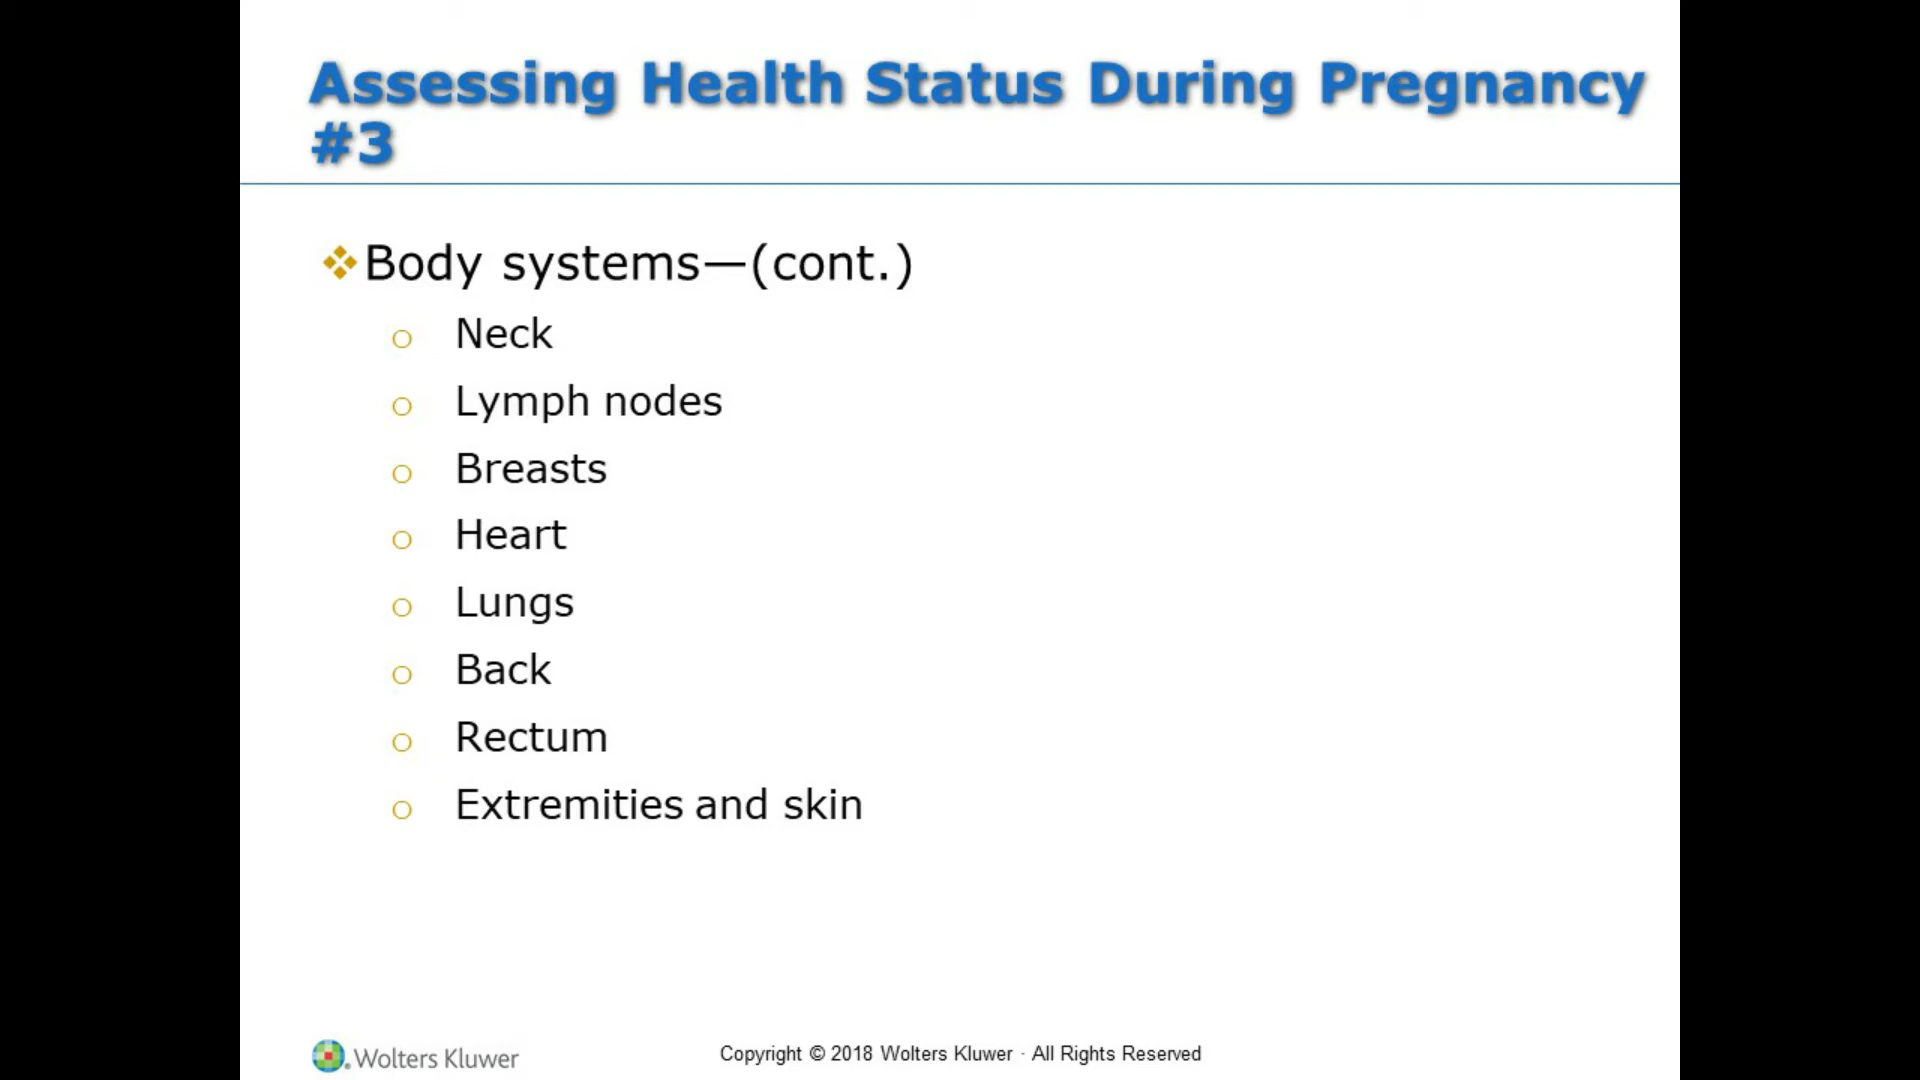 Assessing Health Status During Pregnancy
#3
❖Body systems—(cont.)
o Neck
o Lymph nodes
o Breasts
o Heart
o Lungs
o Back
o Rectum
o Extremities and skin
Wolters Kluwer
Copyright © 2018 Wolters Kluwer · All Rights Reserved